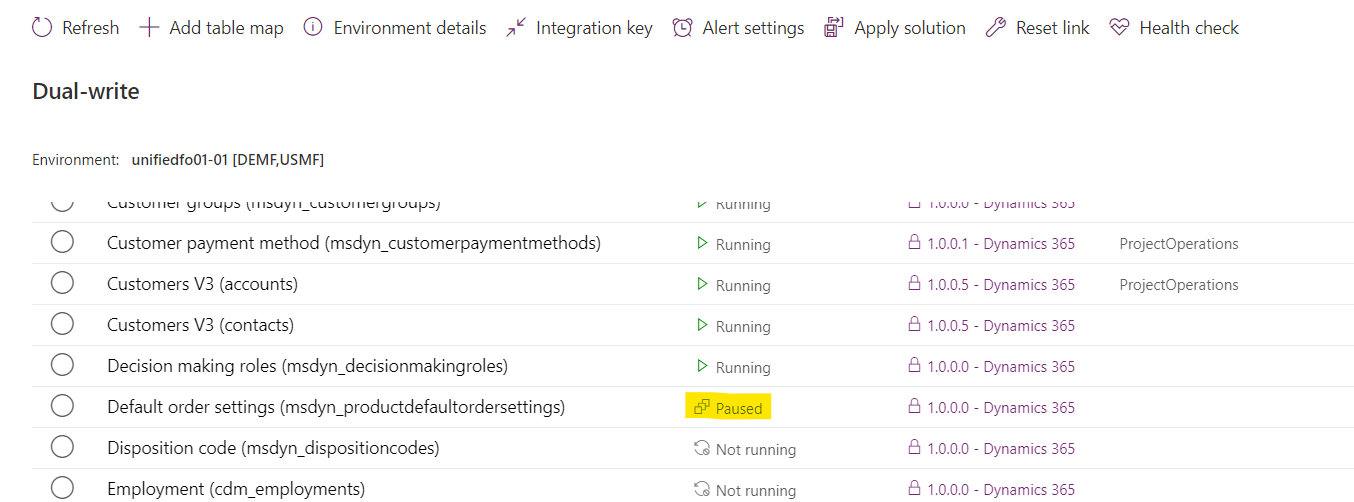 Refresh Add table map Environment details Integration key Alert settings Apply solution Reset link Health check
Dual-write
Environment: unifiedfo01-01 [DEMF,USMF]
Customer groups (msdyn_customergroups) Running 1.0.0.0 - Dynamics 365
Customer payment method (msdyn_customerpaymentmethods) Running 1.0.0.1 - Dynamics 365 ProjectOperations
Customers V3 (accounts) Running 1.0.0.5 - Dynamics 365 ProjectOperations
Customers V3 (contacts) Running 1.0.0.5 - Dynamics 365
Decision making roles (msdyn_decisionmakingroles) Running 1.0.0.0 - Dynamics 365
Default order settings (msdyn_productdefaultordersettings) Paused 1.0.0.0 - Dynamics 365
Disposition code (msdyn_dispositioncodes) Not running 1.0.0.0 - Dynamics 365
Employment (cdm_employments) Not running 1.0.0.0 - Dynamics 365